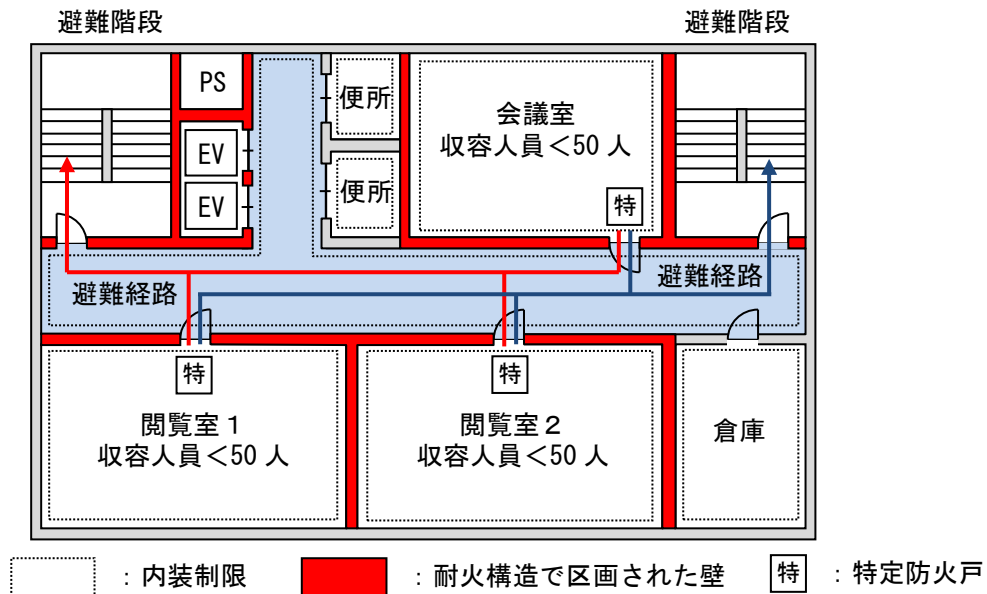 避難階段
避難階段
PS
便所
会議室
収容人員＜50 人
EV
便所
EV
特
避難経路
避難経路
特
特
閲覧室１
収容人員＜50 人
閲覧室２
収容人員＜50 人
倉庫
：内装制限
：耐火構造で区画された壁
特
：特定防火戸